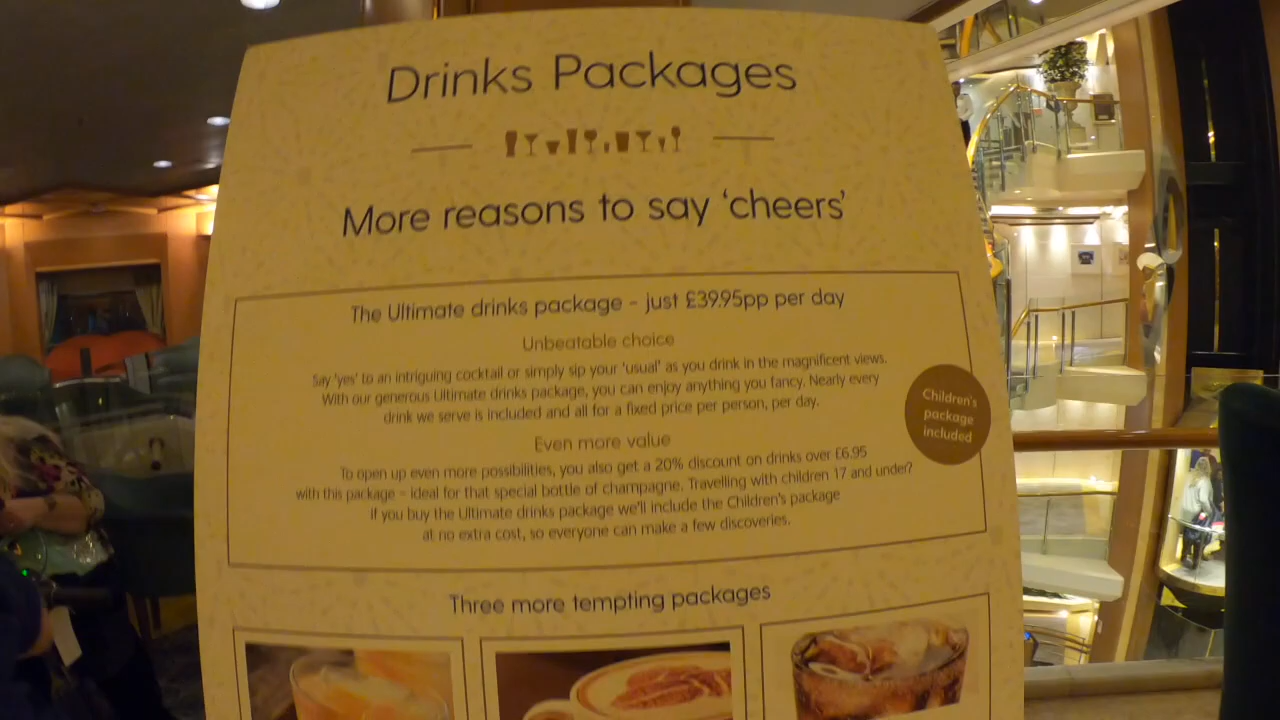 Drinks Packages
More reasons to say ‘cheers’
The Ultimate drinks package – just £39.95pp per day
Unbeatable choice
Say ‘yes’ to an intriguing cocktail or simply sip your ‘usual’ as you drink in the magnificent views.
With our generous Ultimate drinks package, you can enjoy anything you fancy. Nearly every
drink we serve is included and all for a fixed price per person, per day.
Children's
package
included
Even more value
To open up even more possibilities, you also get a 20% discount on drinks over £6.95
with this package – ideal for that special bottle of champagne. Travelling with children 17 and under?
If you buy the Ultimate drinks package we'll include the Children's package
at no extra cost, so everyone can make a few discoveries.
Three more tempting packages